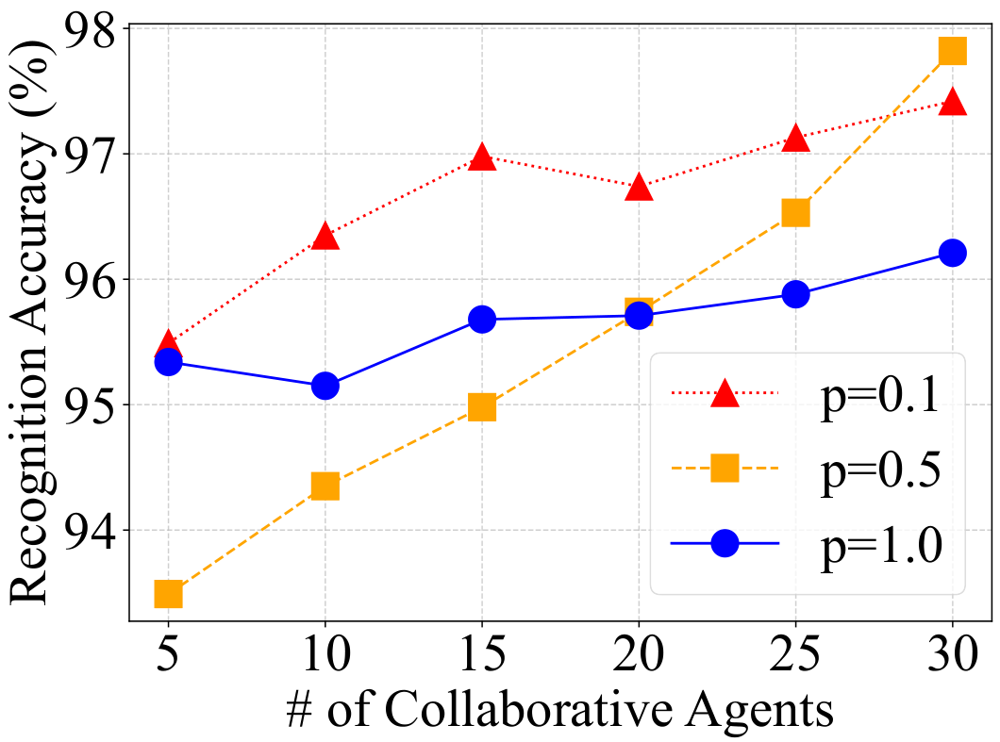 Recognition Accuracy (%)
98
97
96
95
94
p=0.1
p=0.5
p=1.0
5 10 15 20 25 30
# of Collaborative Agents